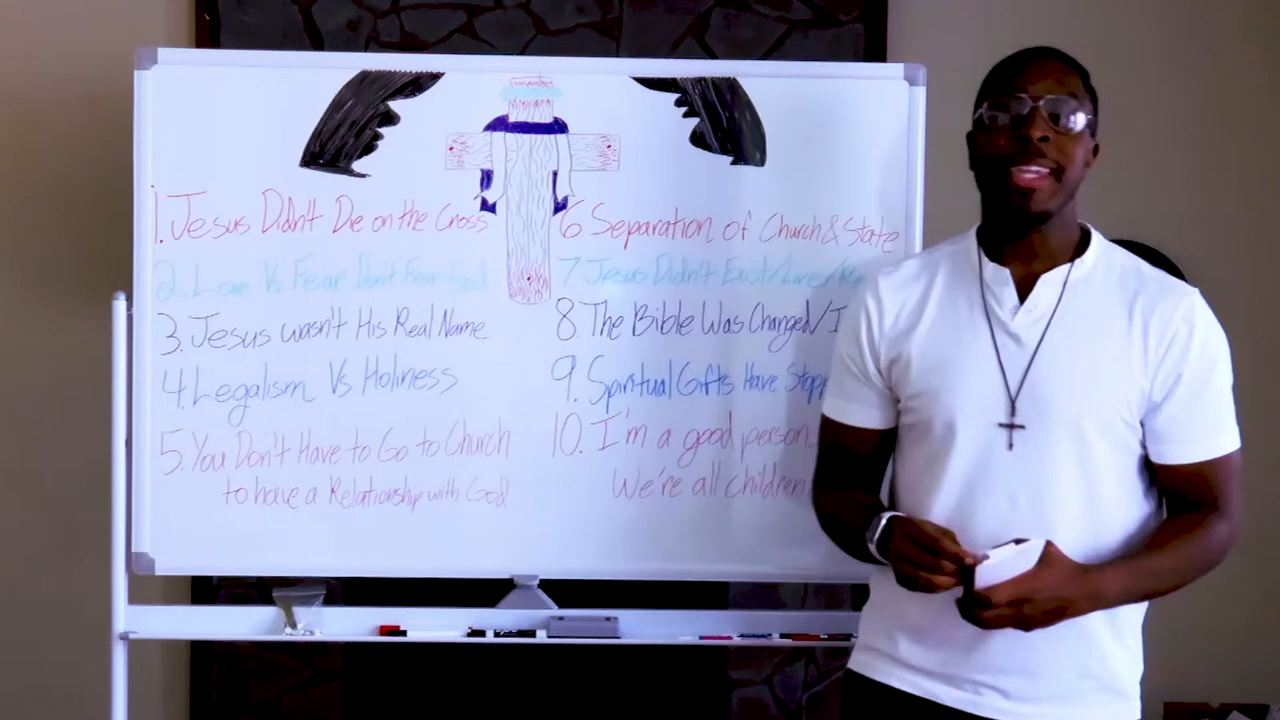 1. Jesus Didn't Die on the Cross
2. Love Vs Fear Don't Fear God
3. Jesus wasn't His Real Name
4. Legalism Vs Holiness
5. You Don't Have to Go to Church
to have a Relationship with God
6. Separation of Church & State
7. Jesus Didn't Exist/Lives/
8. The Bible Was Changed/I
9. Spiritual Gifts Have Stopp
10. I'm a good person
We're all children